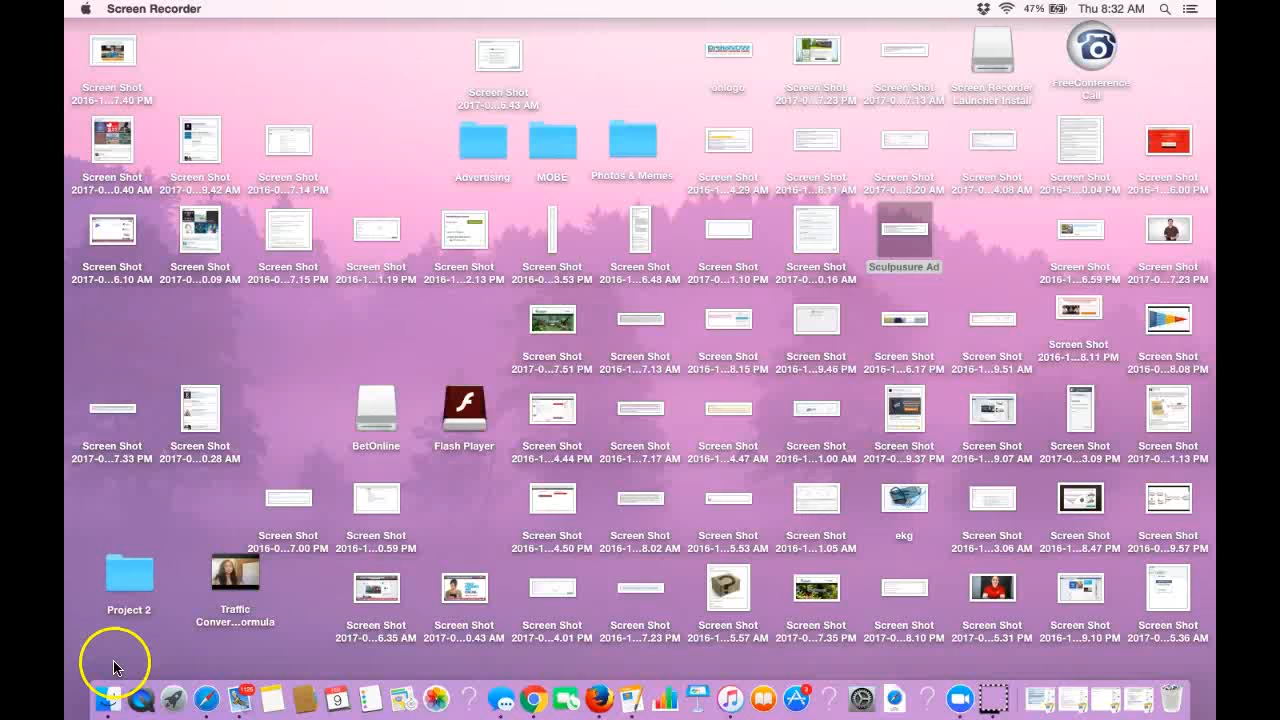 Screen Recorder
47%
Thu 8:32 AM
Screen Shot
2016-1...7.40 PM
Screen Shot
2017-0...6.43 AM
Screen Shot
2017-0...7.23 PM
Screen Shot
2017-0...7.13 AM
Screen Recorder
Launcher Install
FreeConference
Call
Screen Shot
2017-0...0.40 AM
Screen Shot
2017-0...9.42 AM
Screen Shot
2016-0...7.14 PM
Advertising
MOBE
Photos & Memes
Screen Shot
2016-1...4.29 AM
Screen Shot
2016-1...8.11 AM
Screen Shot
2017-0...8.20 AM
Screen Shot
2017-0...4.08 AM
Screen Shot
2016-1...0.04 PM
Screen Shot
2016-1...6.00 PM
Screen Shot
2017-0...6.10 AM
Screen Shot
2017-0...0.09 AM
Screen Shot
2016-0...7.15 PM
Screen Shot
2016-1...1.19 PM
Screen Shot
2016-1...2.13 PM
Screen Shot
2016-0...3.53 PM
Screen Shot
2016-1...6.48 AM
Screen Shot
2017-0...1.10 PM
Screen Shot
2017-0...0.16 AM
Sculpusure Ad
Screen Shot
2016-1...6.59 PM
Screen Shot
2017-0...7.23 PM
Screen Shot
2017-0...7.51 PM
Screen Shot
2016-1...7.13 AM
Screen Shot
2016-1...8.15 PM
Screen Shot
2016-1...9.46 PM
Screen Shot
2016-1...6.17 PM
Screen Shot
2016-1...9.51 AM
Screen Shot
2016-1...8.11 PM
Screen Shot
2016-0...8.08 PM
Screen Shot
2017-0...7.33 PM
Screen Shot
2017-0...0.28 AM
BetOnline
Flash Player
Screen Shot
2016-1...4.44 PM
Screen Shot
2016-1...7.17 AM
Screen Shot
2016-1...4.47 AM
Screen Shot
2016-1...1.00 AM
Screen Shot
2017-0...9.37 PM
Screen Shot
2016-1...9.07 AM
Screen Shot
2017-0...3.09 PM
Screen Shot
2017-0...1.13 PM
Screen Shot
2016-0...7.00 PM
Screen Shot
2016-1...0.59 PM
Screen Shot
2016-1...4.50 PM
Screen Shot
2016-1...8.02 AM
Screen Shot
2016-1...5.53 AM
Screen Shot
2016-1...1.05 AM
ekg
Screen Shot
2016-1...3.06 AM
Screen Shot
2016-1...8.47 PM
Screen Shot
2016-0...9.57 PM
Project 2
Traffic
Conver...ormula
Screen Shot
2016-1...6.35 AM
Screen Shot
2017-0...0.43 AM
Screen Shot
2017-0...4.01 PM
Screen Shot
2016-1...7.23 PM
Screen Shot
2016-1...5.57 AM
Screen Shot
2017-0...7.35 PM
Screen Shot
2017-0...8.10 PM
Screen Shot
2017-0...5.31 PM
Screen Shot
2016-1...9.10 PM
Screen Shot
2017-0...5.36 AM